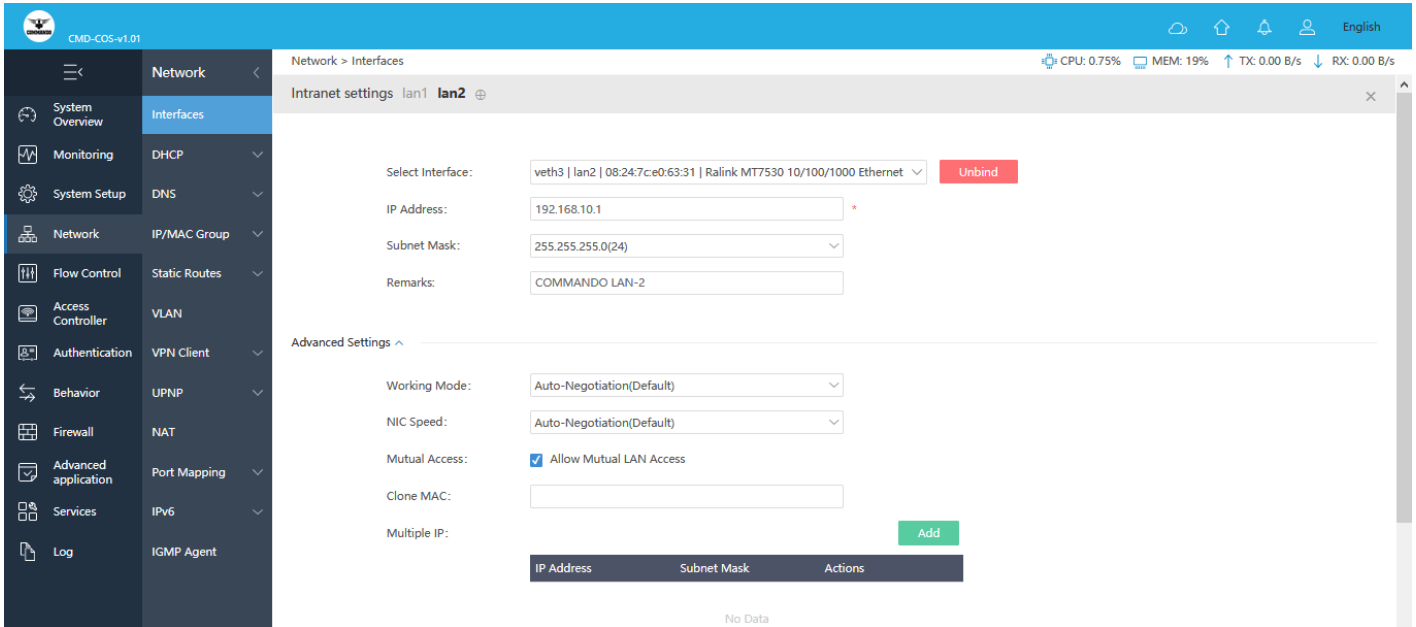 COMMANDO
CMD-COS-v1.01
English
Network
Network > Interfaces
CPU: 0.75% MEM: 19% TX: 0.00 B/s RX: 0.00 B/s
Intranet settings lan1 lan2
System Overview
Monitoring
System Setup
Network
Flow Control
Access Controller
Authentication
Behavior
Firewall
Advanced application
Services
Log
Interfaces
DHCP
DNS
IP/MAC Group
Static Routes
VLAN
VPN Client
UPNP
NAT
Port Mapping
IPv6
IGMP Agent
Select Interface: veth3 | lan2 | 08:24:7c:e0:63:31 | Ralink MT7530 10/100/1000 Ethernet Unbind
IP Address: 192.168.10.1 *
Subnet Mask: 255.255.255.0(24)
Remarks: COMMANDO LAN-2
Advanced Settings
Working Mode: Auto-Negotiation(Default)
NIC Speed: Auto-Negotiation(Default)
Mutual Access: Allow Mutual LAN Access
Clone MAC:
Multiple IP: Add
IP Address Subnet Mask Actions
No Data